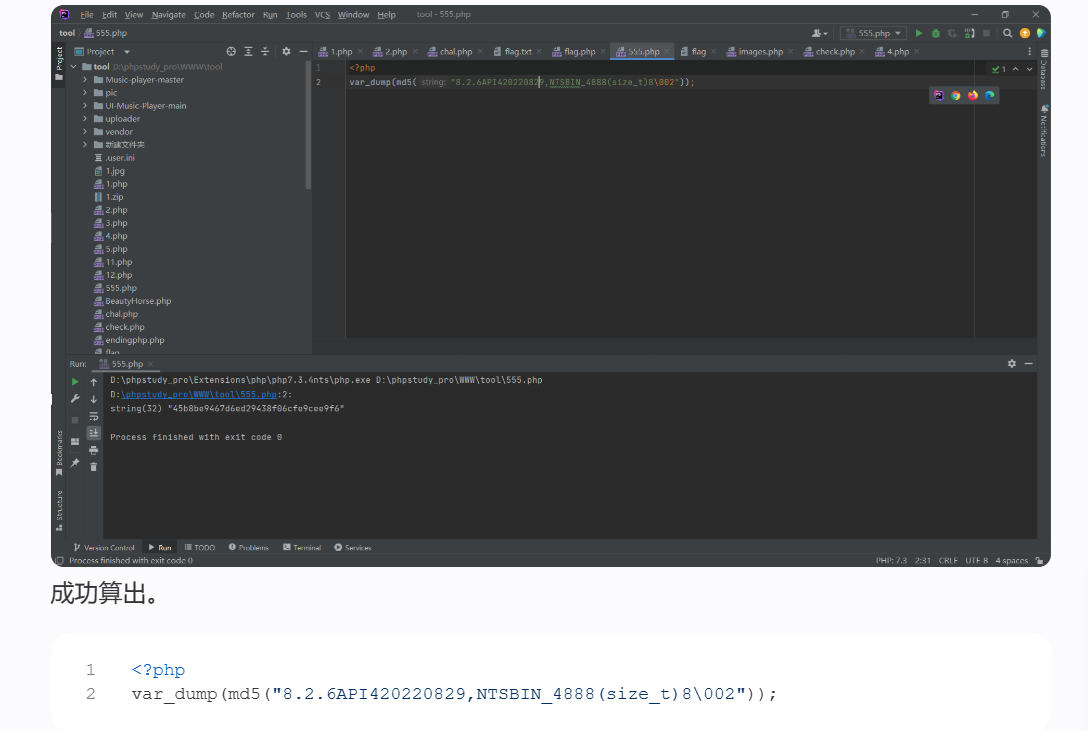 File Edit View Navigate Code Refactor Run Tools VCS Window Help tool - 555.php
tool 555.php 555.php
Project 1.php 2.php chal.php flag.txt flag.php 555.php flag images.php check.php 4.php
Project
Database
Notifications
tool D:\phpstudy_pro\WWW\tool
Music-player-master
pic
UI-Music-Player-main
uploader
vendor
新建文件夹
.user.ini
1.jpg
1.php
1.zip
2.php
3.php
4.php
5.php
11.php
12.php
555.php
BeautyHorse.php
chal.php
check.php
endingphp.php
flag
1 <?php
2 var_dump(md5( string: "8.2.6API420220829,NTSBIN_4888(size_t)8\002"));
1
Run: 555.php
D:\phpstudy_pro\Extensions\php\php7.3.4nts\php.exe D:\phpstudy_pro\WWW\tool\555.php
D:\phpstudy_pro\WWW\tool\555.php:2:
string(32) "45b8be9467d6ed29438f06cfe9cee9f6"
Process finished with exit code 0
Bookmarks
Structure
Version Control Run TODO Problems Terminal Services
Process finished with exit code 0 PHP: 7.3 2:31 CRLF UTF 8 4 spaces
成功算出。
1 <?php
2 var_dump(md5("8.2.6API420220829,NTSBIN_4888(size_t)8\002"));